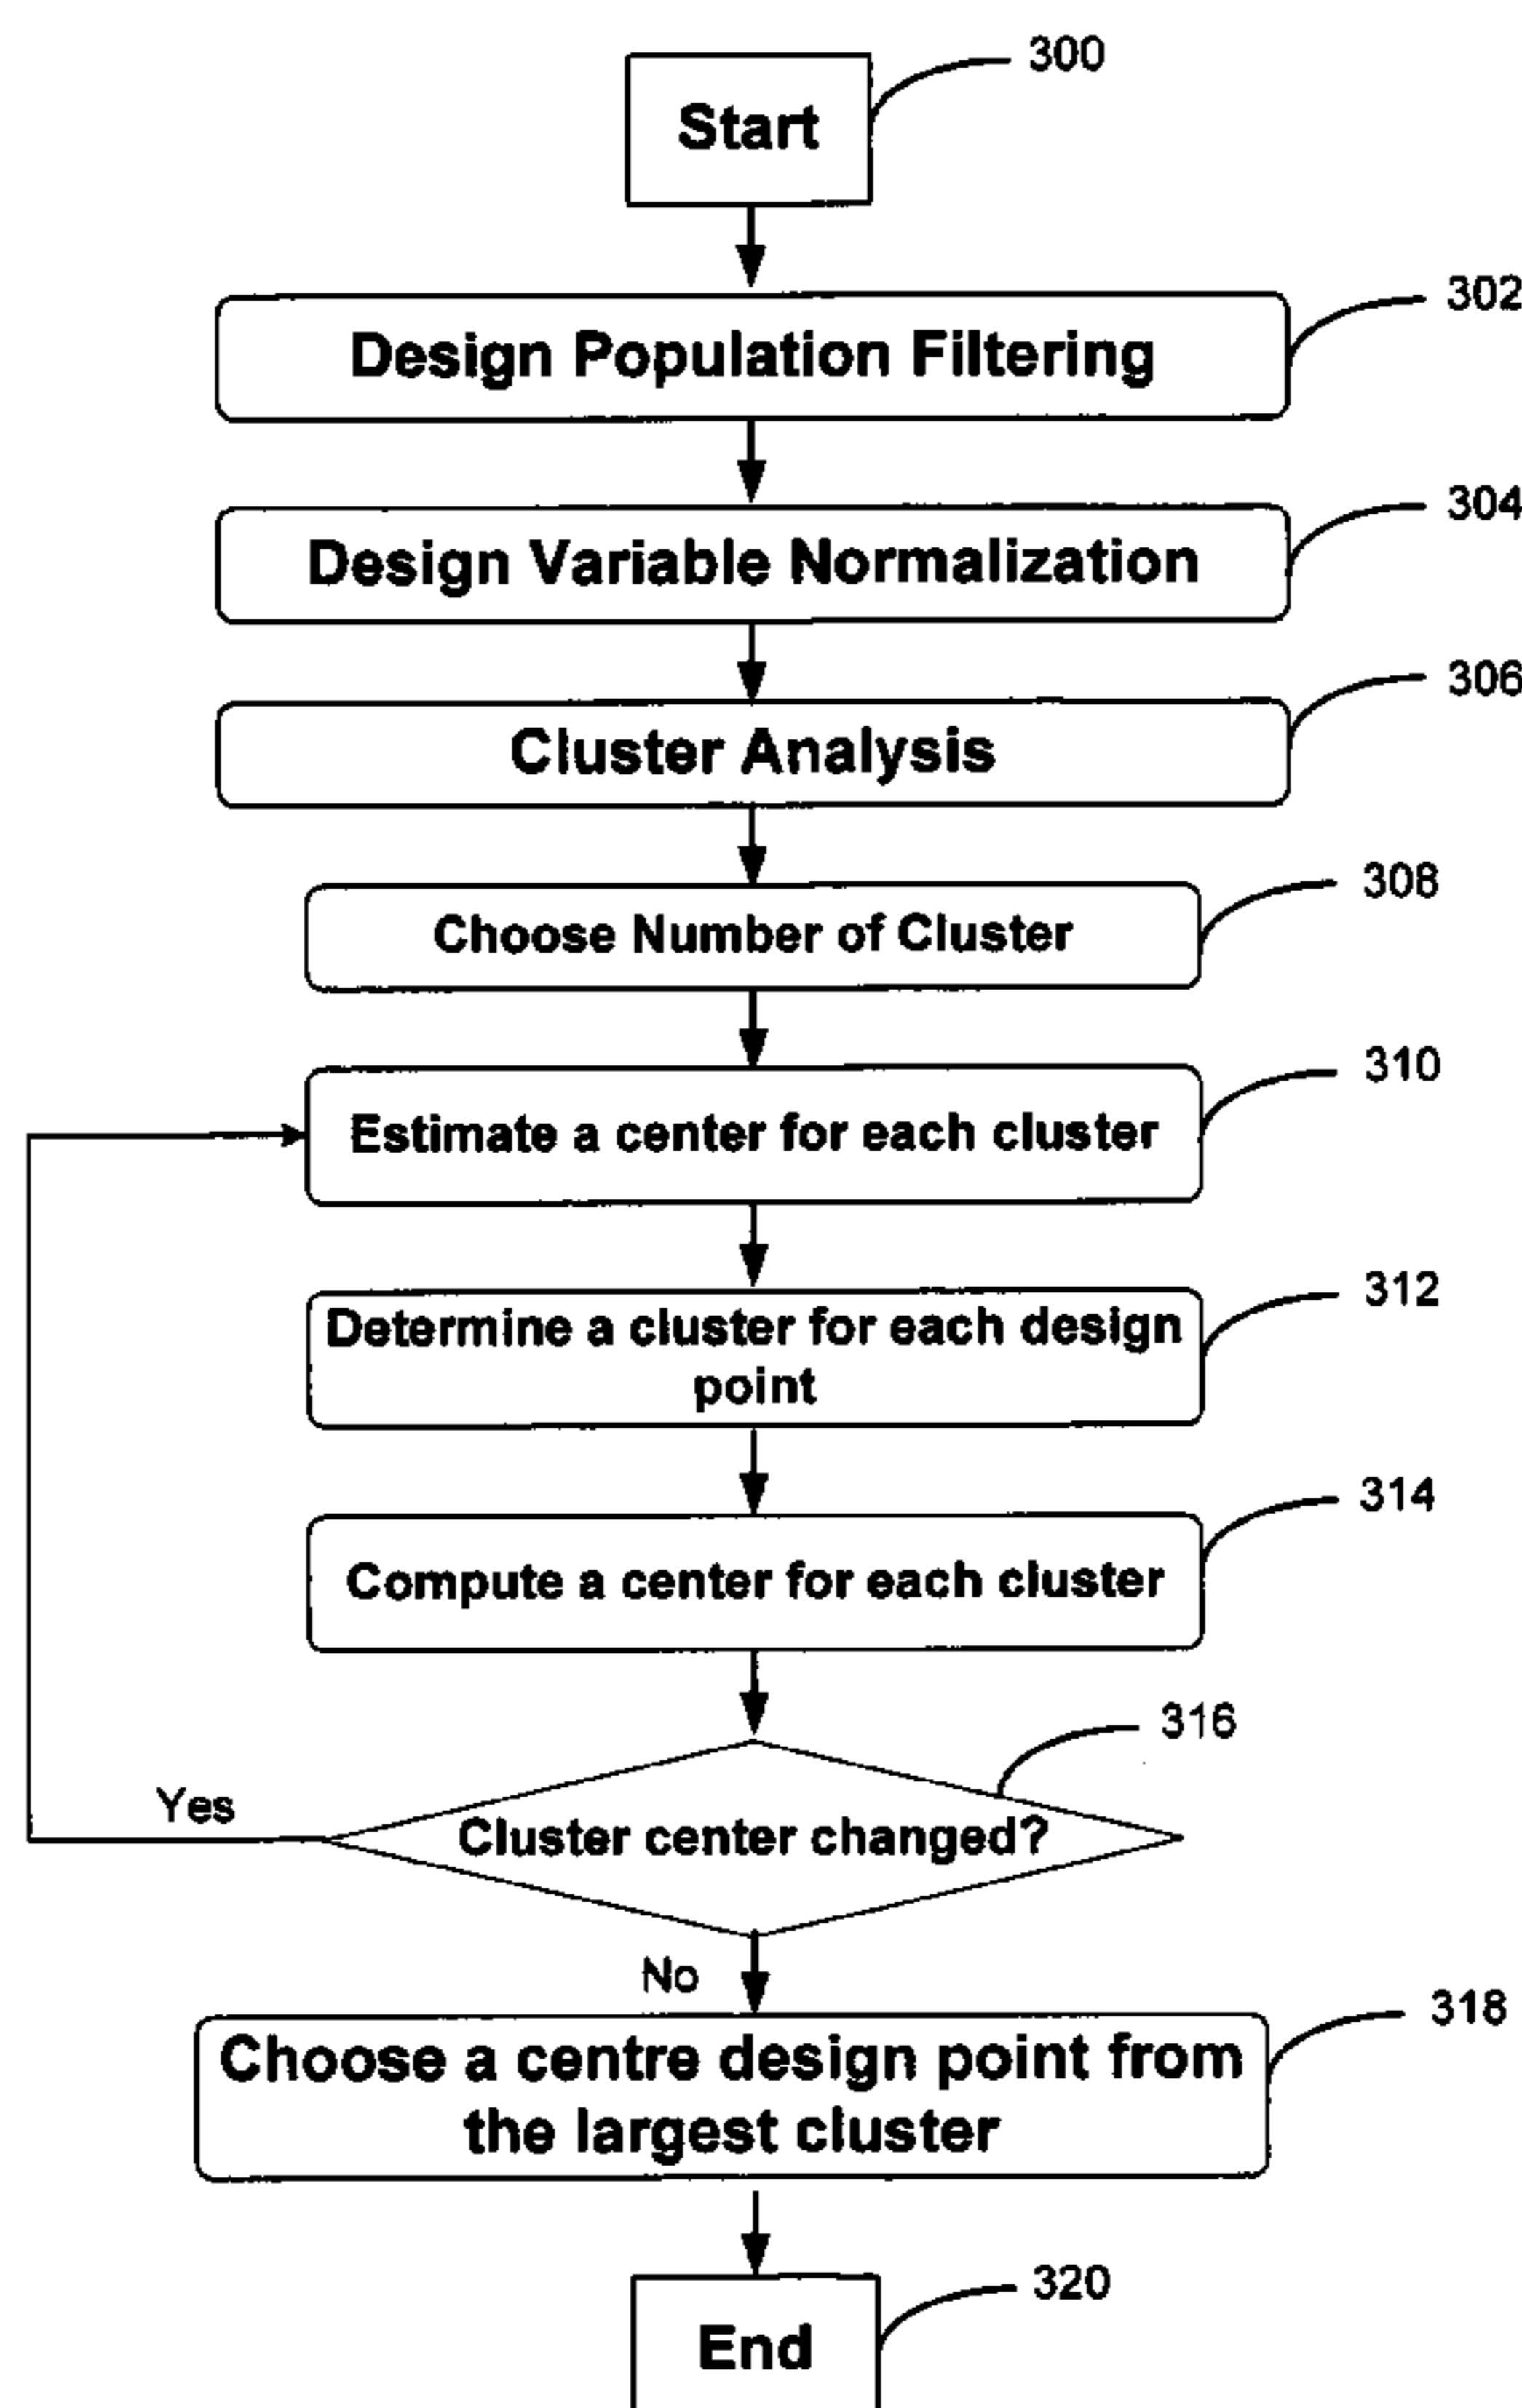 300
Start
302
Design Population Filtering
304
Design Variable Normalization
306
Cluster Analysis
308
Choose Number of Cluster
310
Estimate a center for each cluster
312
Determine a cluster for each design
point
314
Compute a center for each cluster
316
Yes
Cluster center changed?
No
318
Choose a centre design point from
the largest cluster
320
End